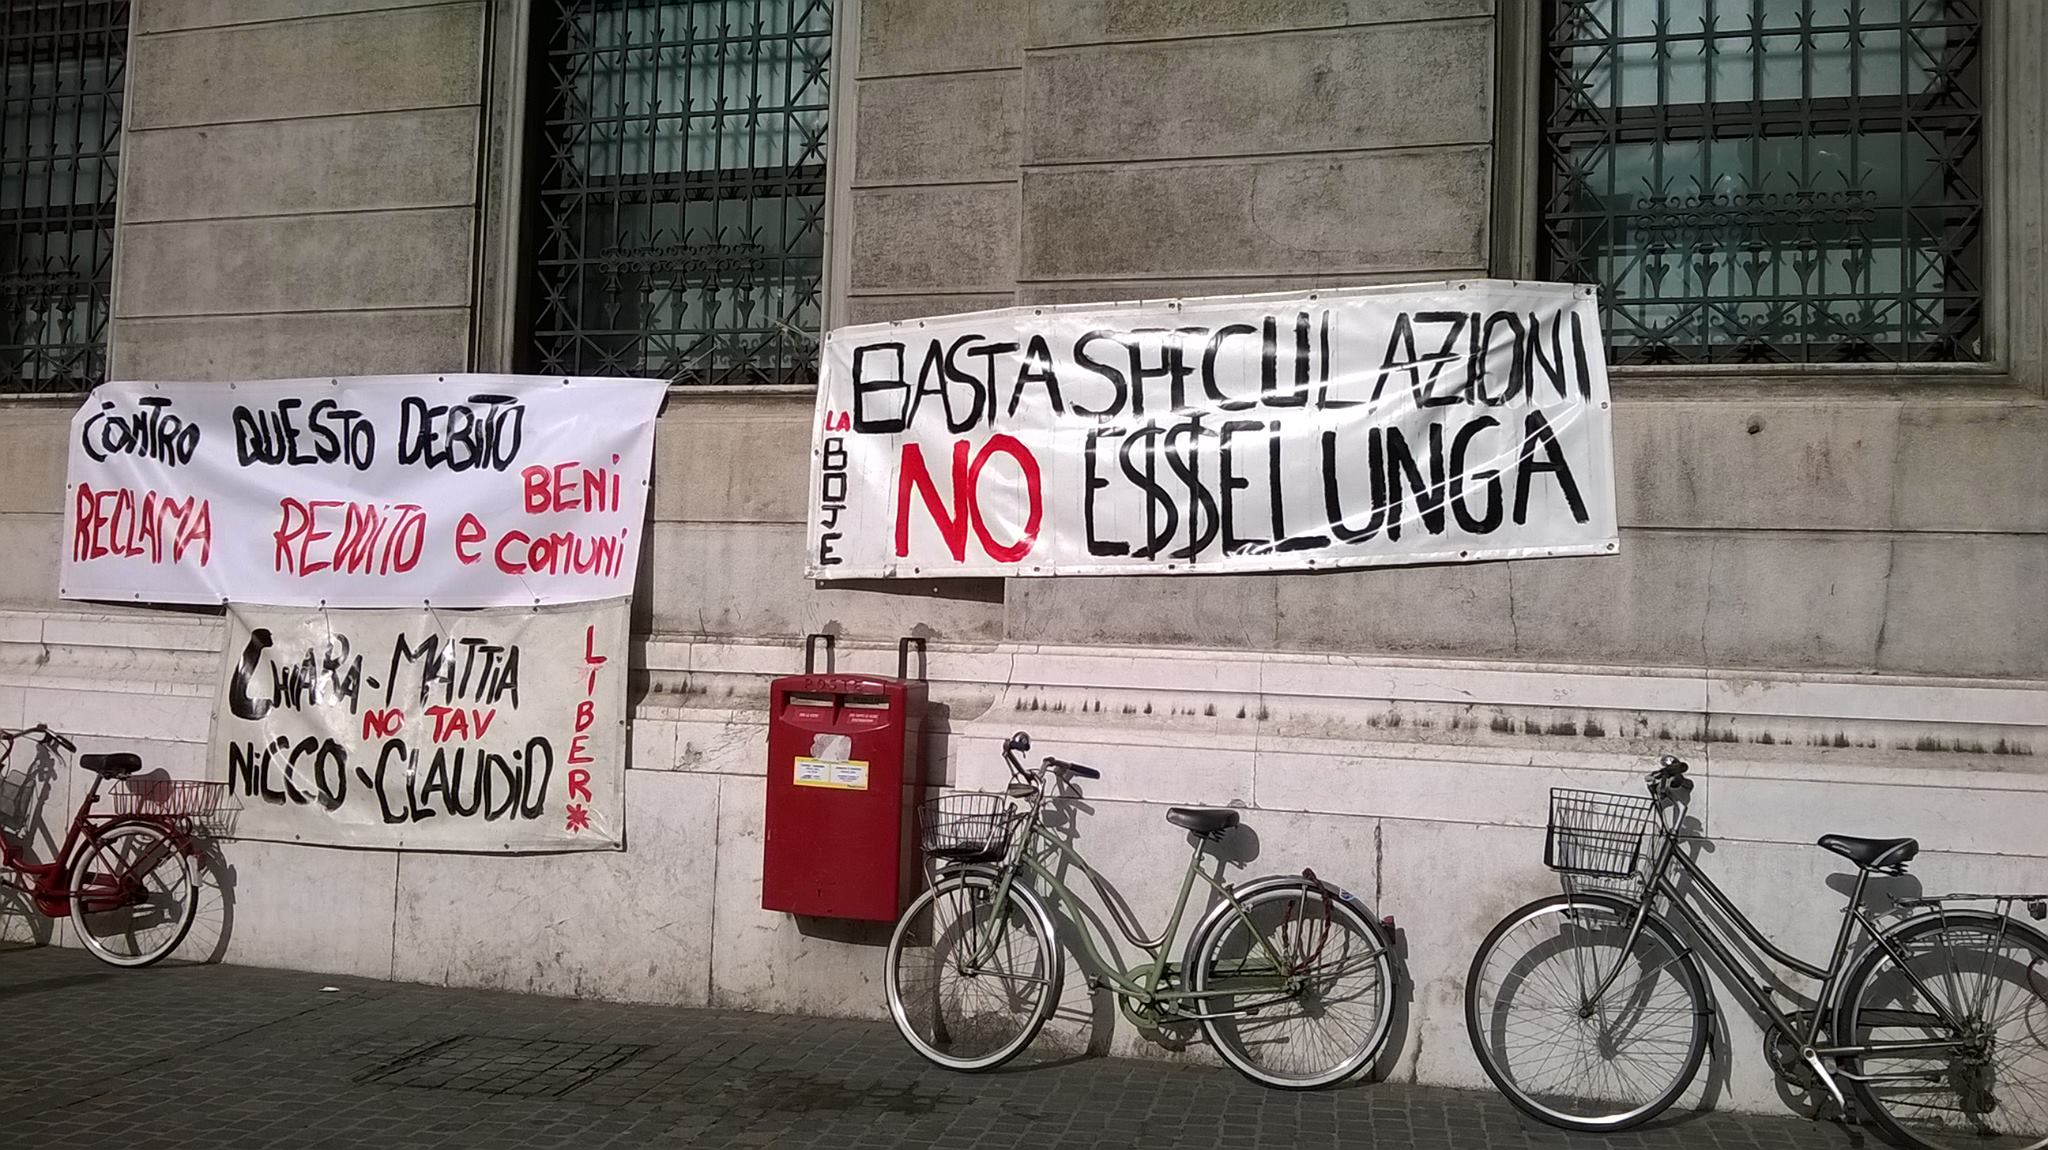 CONTRO QUESTO DEBITO
RECLAMA REDDITO e BENI COMUNI
CHIARA - MATTIA
NO TAV
NICCO - CLAUDIO
LIBER*
LA BOJE
BASTA SPECULAZIONI
NO E$$ELUNGA
POSTE